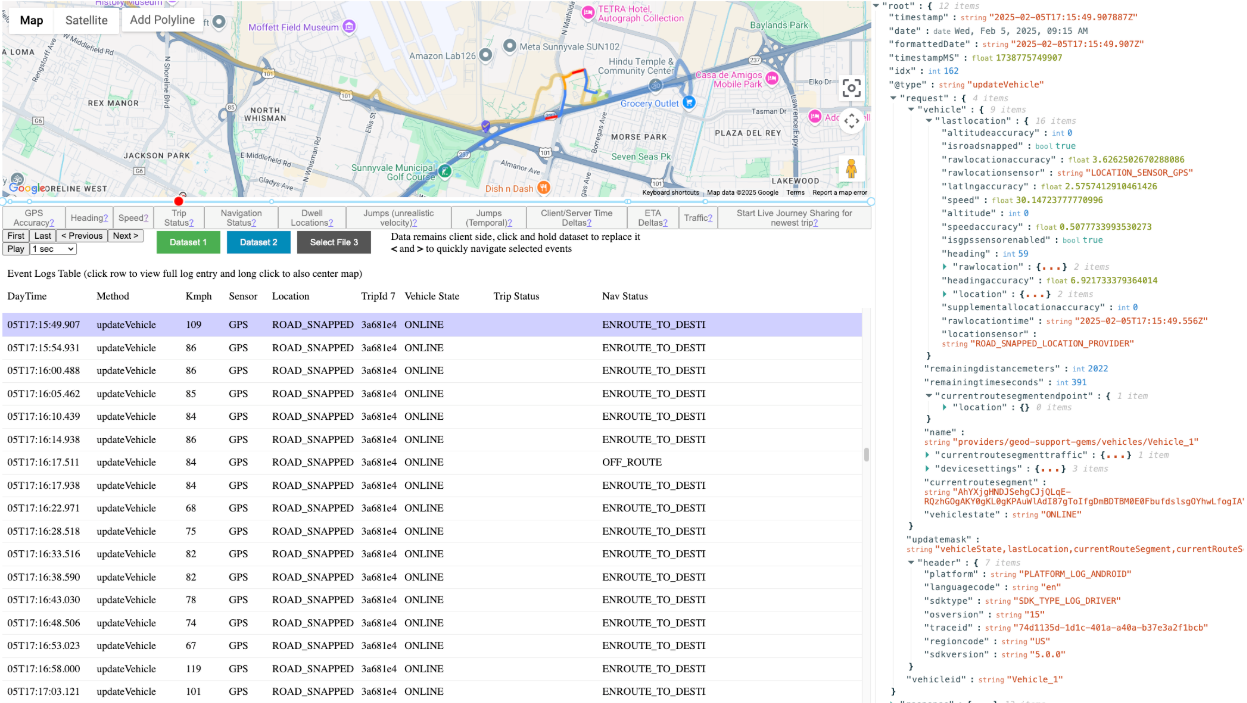 Map Satellite Add Polyline
Moffett Field Museum
TETRA Hotel,
Autograph Collection
Baylands Park
A LOMA
W Middlefield Rd
Rengstorff Ave
N Shoreline Blvd
E Middlefield Rd
Amazon Lab126
Meta Sunnyvale SUN102
Hindu Temple &
Community Center
Casa de Amigos
Mobile Park
Elko Dr
Grocery Outlet
Tasman Dr
REX MANOR
NORTH
WHISMAN
N Whisman Rd
Ellis St
Borregas Ave
MORSE PARK
PLAZA DEL REY
JACKSON PARK
Sunnyvale Municipal
Golf Course
Almanor Ave
Seven Seas Pk
Dish n Dash
Gladys Ave
LAKEWOOD
Google
Keyboard shortcuts Map data ©2025 Google Terms Report a map error
GPS Accuracy? Heading? Speed? Trip Status? Navigation Status? Dwell Locations? Jumps (unrealistic velocity)? Jumps (Temporal)? Client/Server Time Deltas? ETA Deltas? Traffic? Start Live Journey Sharing for newest trip?
First Last < Previous Next >
Play 1 sec
Dataset 1 Dataset 2 Select File 3
Data remains client side, click and hold dataset to replace it
< and > to quickly navigate selected events
Event Logs Table (click row to view full log entry and long click to also center map)
DayTime Method Kmph Sensor Location TripId 7 Vehicle State Trip Status Nav Status
05T17:15:49.907 updateVehicle 109 GPS ROAD_SNAPPED 3a681e4 ONLINE ENROUTE_TO_DESTI
05T17:15:54.931 updateVehicle 86 GPS ROAD_SNAPPED 3a681e4 ONLINE ENROUTE_TO_DESTI
05T17:16:00.488 updateVehicle 86 GPS ROAD_SNAPPED 3a681e4 ONLINE ENROUTE_TO_DESTI
05T17:16:05.462 updateVehicle 85 GPS ROAD_SNAPPED 3a681e4 ONLINE ENROUTE_TO_DESTI
05T17:16:10.439 updateVehicle 84 GPS ROAD_SNAPPED 3a681e4 ONLINE ENROUTE_TO_DESTI
05T17:16:14.938 updateVehicle 86 GPS ROAD_SNAPPED 3a681e4 ONLINE ENROUTE_TO_DESTI
05T17:16:17.511 updateVehicle 84 GPS ROAD_SNAPPED 3a681e4 ONLINE OFF_ROUTE
05T17:16:17.938 updateVehicle 84 GPS ROAD_SNAPPED 3a681e4 ONLINE ENROUTE_TO_DESTI
05T17:16:22.971 updateVehicle 68 GPS ROAD_SNAPPED 3a681e4 ONLINE ENROUTE_TO_DESTI
05T17:16:28.518 updateVehicle 75 GPS ROAD_SNAPPED 3a681e4 ONLINE ENROUTE_TO_DESTI
05T17:16:33.516 updateVehicle 82 GPS ROAD_SNAPPED 3a681e4 ONLINE ENROUTE_TO_DESTI
05T17:16:38.590 updateVehicle 82 GPS ROAD_SNAPPED 3a681e4 ONLINE ENROUTE_TO_DESTI
05T17:16:43.030 updateVehicle 78 GPS ROAD_SNAPPED 3a681e4 ONLINE ENROUTE_TO_DESTI
05T17:16:48.506 updateVehicle 74 GPS ROAD_SNAPPED 3a681e4 ONLINE ENROUTE_TO_DESTI
05T17:16:53.023 updateVehicle 67 GPS ROAD_SNAPPED 3a681e4 ONLINE ENROUTE_TO_DESTI
05T17:16:58.000 updateVehicle 119 GPS ROAD_SNAPPED 3a681e4 ONLINE ENROUTE_TO_DESTI
05T17:17:03.121 updateVehicle 101 GPS ROAD_SNAPPED 3a681e4 ONLINE ENROUTE_TO_DESTI
"root" : { 12 items
"timestamp" : string "2025-02-05T17:15:49.907887Z"
"date" : date Wed, Feb 5, 2025, 09:15 AM
"formattedDate" : string "2025-02-05T17:15:49.907Z"
"timestampMS" : float 1738775749907
"idx" : int 162
"@type" : string "updateVehicle"
"request" : { 4 items
"vehicle" : { 9 items
"lastlocation" : { 16 items
"altitudeaccuracy" : int 0
"isroadsnapped" : bool true
"rawlocationaccuracy" : float 3.6262502670288086
"rawlocationsensor" : string "LOCATION_SENSOR_GPS"
"latlngaccuracy" : float 2.5757412910461426
"speed" : float 30.14723777770996
"altitude" : int 0
"speedaccuracy" : float 0.5077733993530273
"isgpssensorenabled" : bool true
"heading" : int 59
"rawlocation" : {...} 2 items
"headingaccuracy" : float 6.921733379364014
"location" : {...} 2 items
"supplementallocationaccuracy" : int 0
"rawlocationtime" : string "2025-02-05T17:15:49.556Z"
"locationsensor" :
string "ROAD_SNAPPED_LOCATION_PROVIDER"
}
"remainingdistancemeters" : int 2022
"remainingtimeseconds" : int 391
"currentroutesegmentendpoint" : { 1 item
"location" : {} 0 items
}
"name" :
string "providers/geod-support-gems/vehicles/Vehicle_1"
"currentroutesegmenttraffic" : {...} 1 item
"devicesettings" : {...} 3 items
"currentroutesegment" :
string "AhYXjgHNDJSehgCJjQLqE-
"vehiclestate" : string "ONLINE"
}
"updatemask" :
string "vehicleState,lastLocation,currentRouteSegment,currentRouteS
"header" : { 7 items
"platform" : string "PLATFORM_LOG_ANDROID"
"languagecode" : string "en"
"sdktype" : string "SDK_TYPE_LOG_DRIVER"
"osversion" : string "15"
"traceid" : string "74d1135d-1d1c-401a-a40a-b37e3a2f1bcb"
"regioncode" : string "US"
"sdkversion" : string "5.0.0"
}
"vehicleid" : string "Vehicle_1"
}